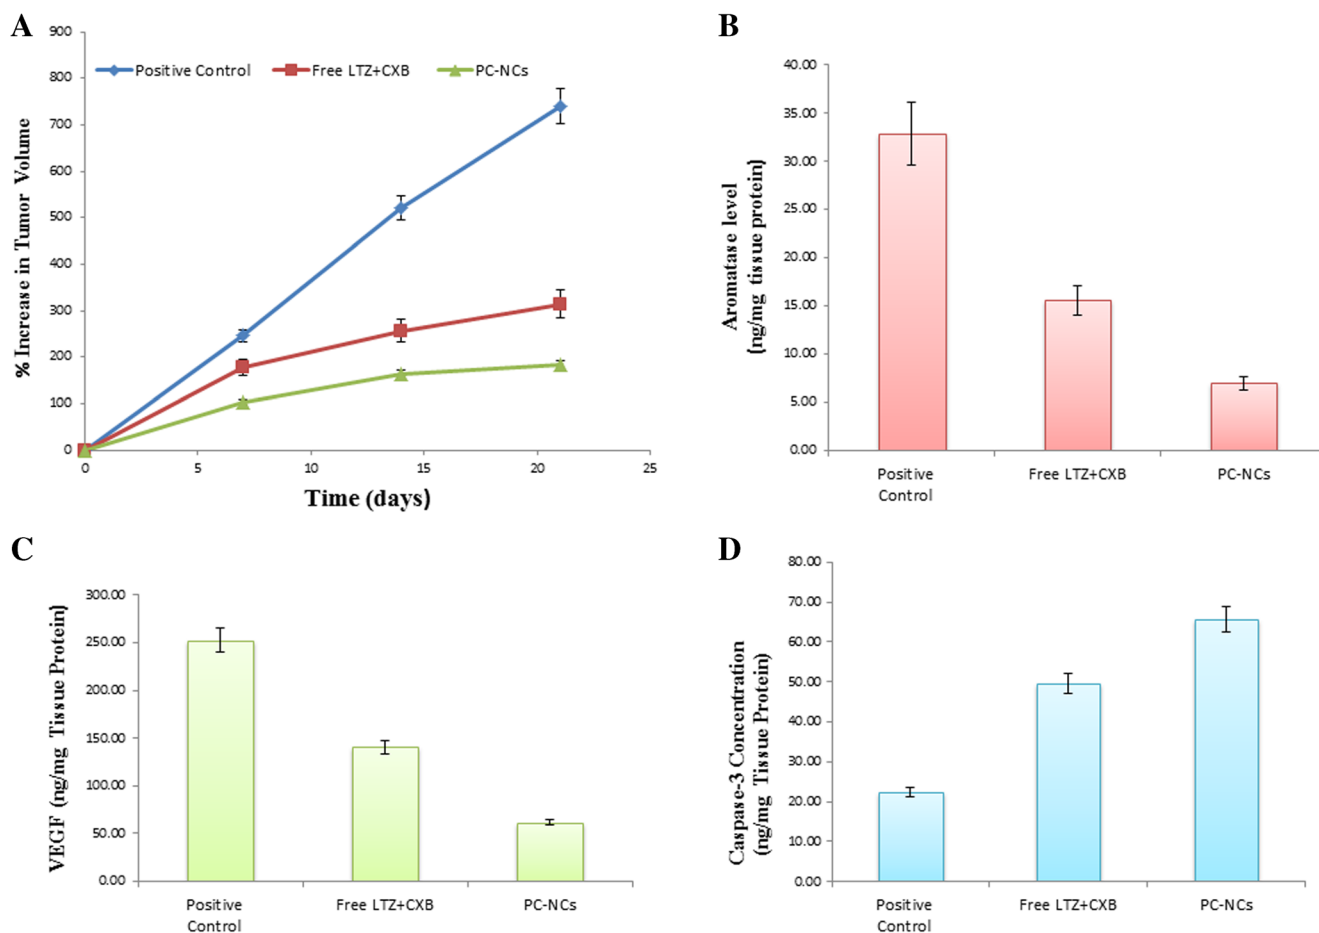 A
900
800
700
600
500
400
300
200
100
0
% Increase in Tumor Volume
Positive Control
Free LTZ+CXB
PC-NCs
0 5 10 15 20 25
Time (days)
B
40.00
35.00
30.00
25.00
20.00
15.00
10.00
5.00
0.00
Aromatase level
(ng/mg tissue protein)
Positive
Control
Free LTZ+CXB
PC-NCs
C
300.00
250.00
200.00
150.00
100.00
50.00
0.00
VEGF (ng/mg Tissue Protein)
Positive
Control
Free LTZ+CXB
PC-NCs
D
80.00
70.00
60.00
50.00
40.00
30.00
20.00
10.00
0.00
Caspase-3 Concentration
(ng/mg Tissue Protein)
Positive
Control
Free LTZ+CXB
PC-NCs